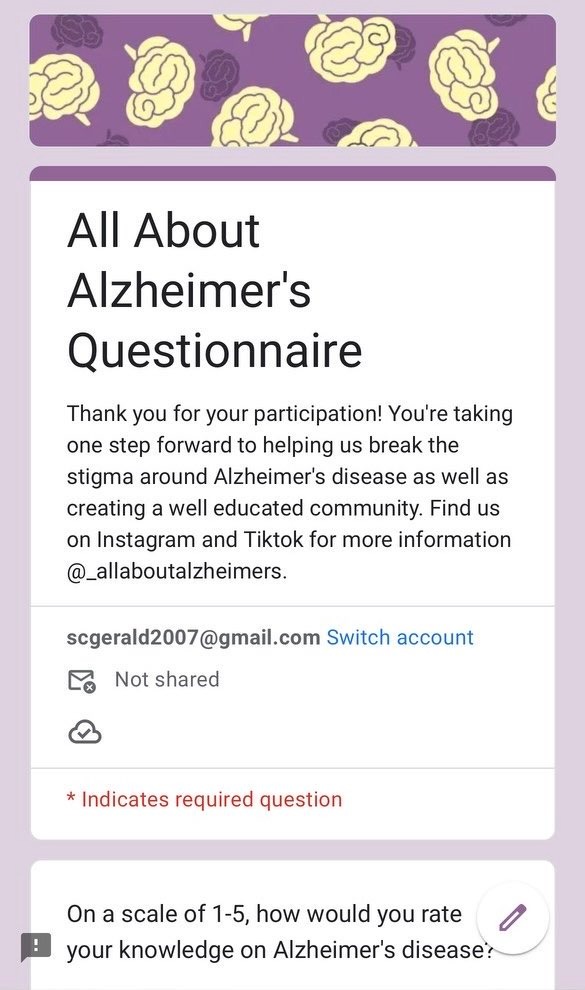 All About
Alzheimer's
Questionnaire
Thank you for your participation! You're taking
one step forward to helping us break the
stigma around Alzheimer's disease as well as
creating a well educated community. Find us
on Instagram and Tiktok for more information
@_allaboutalzheimers.
scgerald2007@gmail.com Switch account
Not shared
* Indicates required question
On a scale of 1-5, how would you rate
your knowledge on Alzheimer's disease?